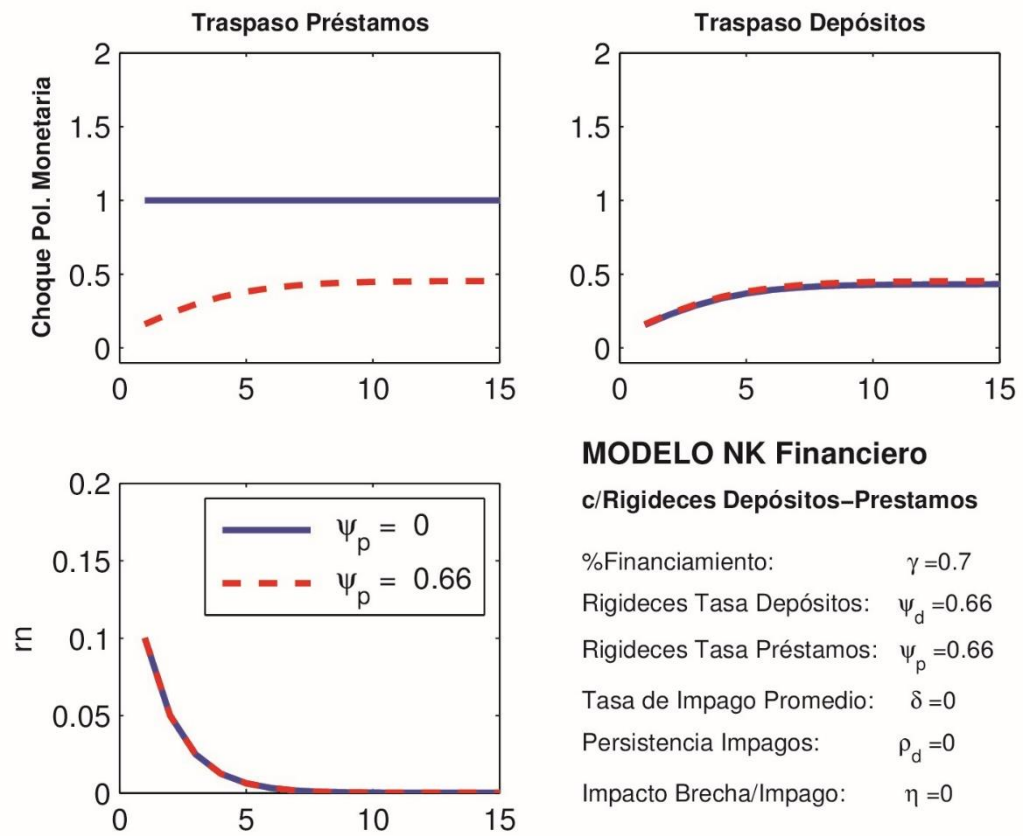 Traspaso Préstamos
Choque Pol. Monetaria
2
1.5
1
0.5
0
0 5 10 15
Traspaso Depósitos
2
1.5
1
0.5
0
0 5 10 15
rn
0.2
0.15
0.1
0.05
0
0 5 10 15
ψp = 0
ψp = 0.66
MODELO NK Financiero
c/Rigideces Depósitos–Prestamos
%Financiamiento: γ =0.7
Rigideces Tasa Depósitos: ψd =0.66
Rigideces Tasa Préstamos: ψp =0.66
Tasa de Impago Promedio: δ =0
Persistencia Impagos: ρd =0
Impacto Brecha/Impago: η =0